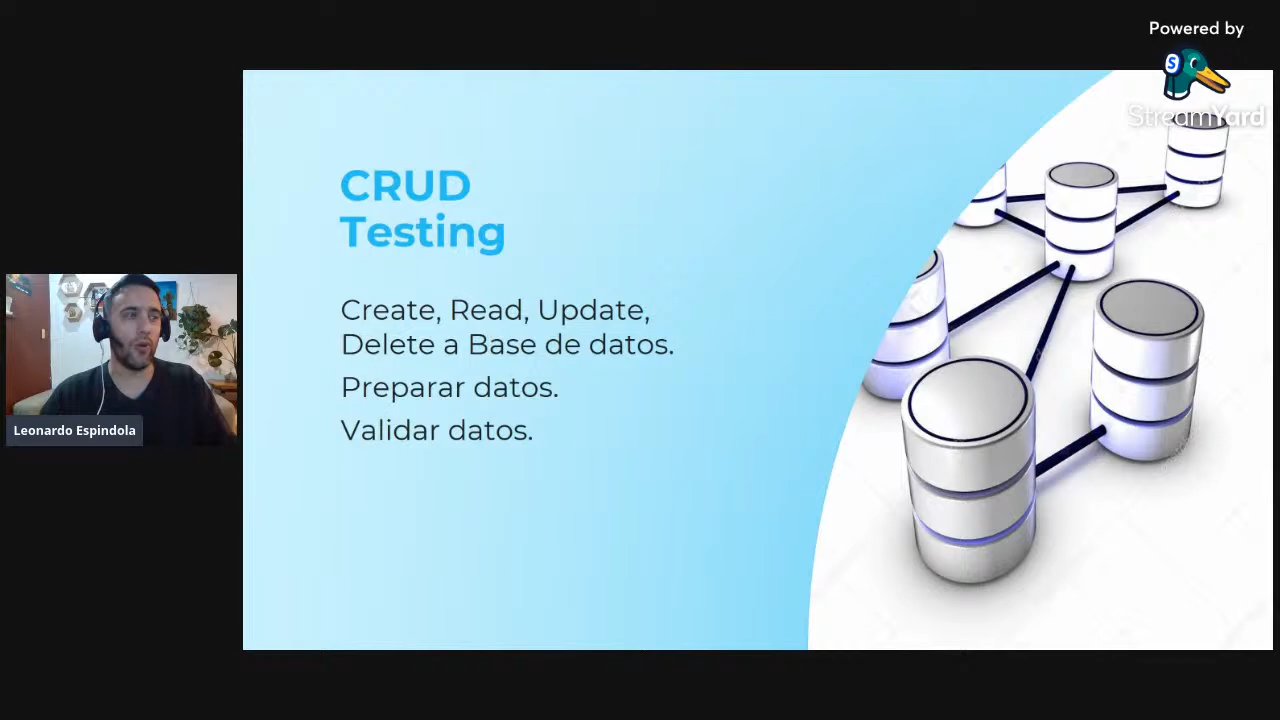 Powered by
StreamYard
CRUD
Testing
Create, Read, Update,
Delete a Base de datos.
Preparar datos.
Validar datos.
Leonardo Espindola